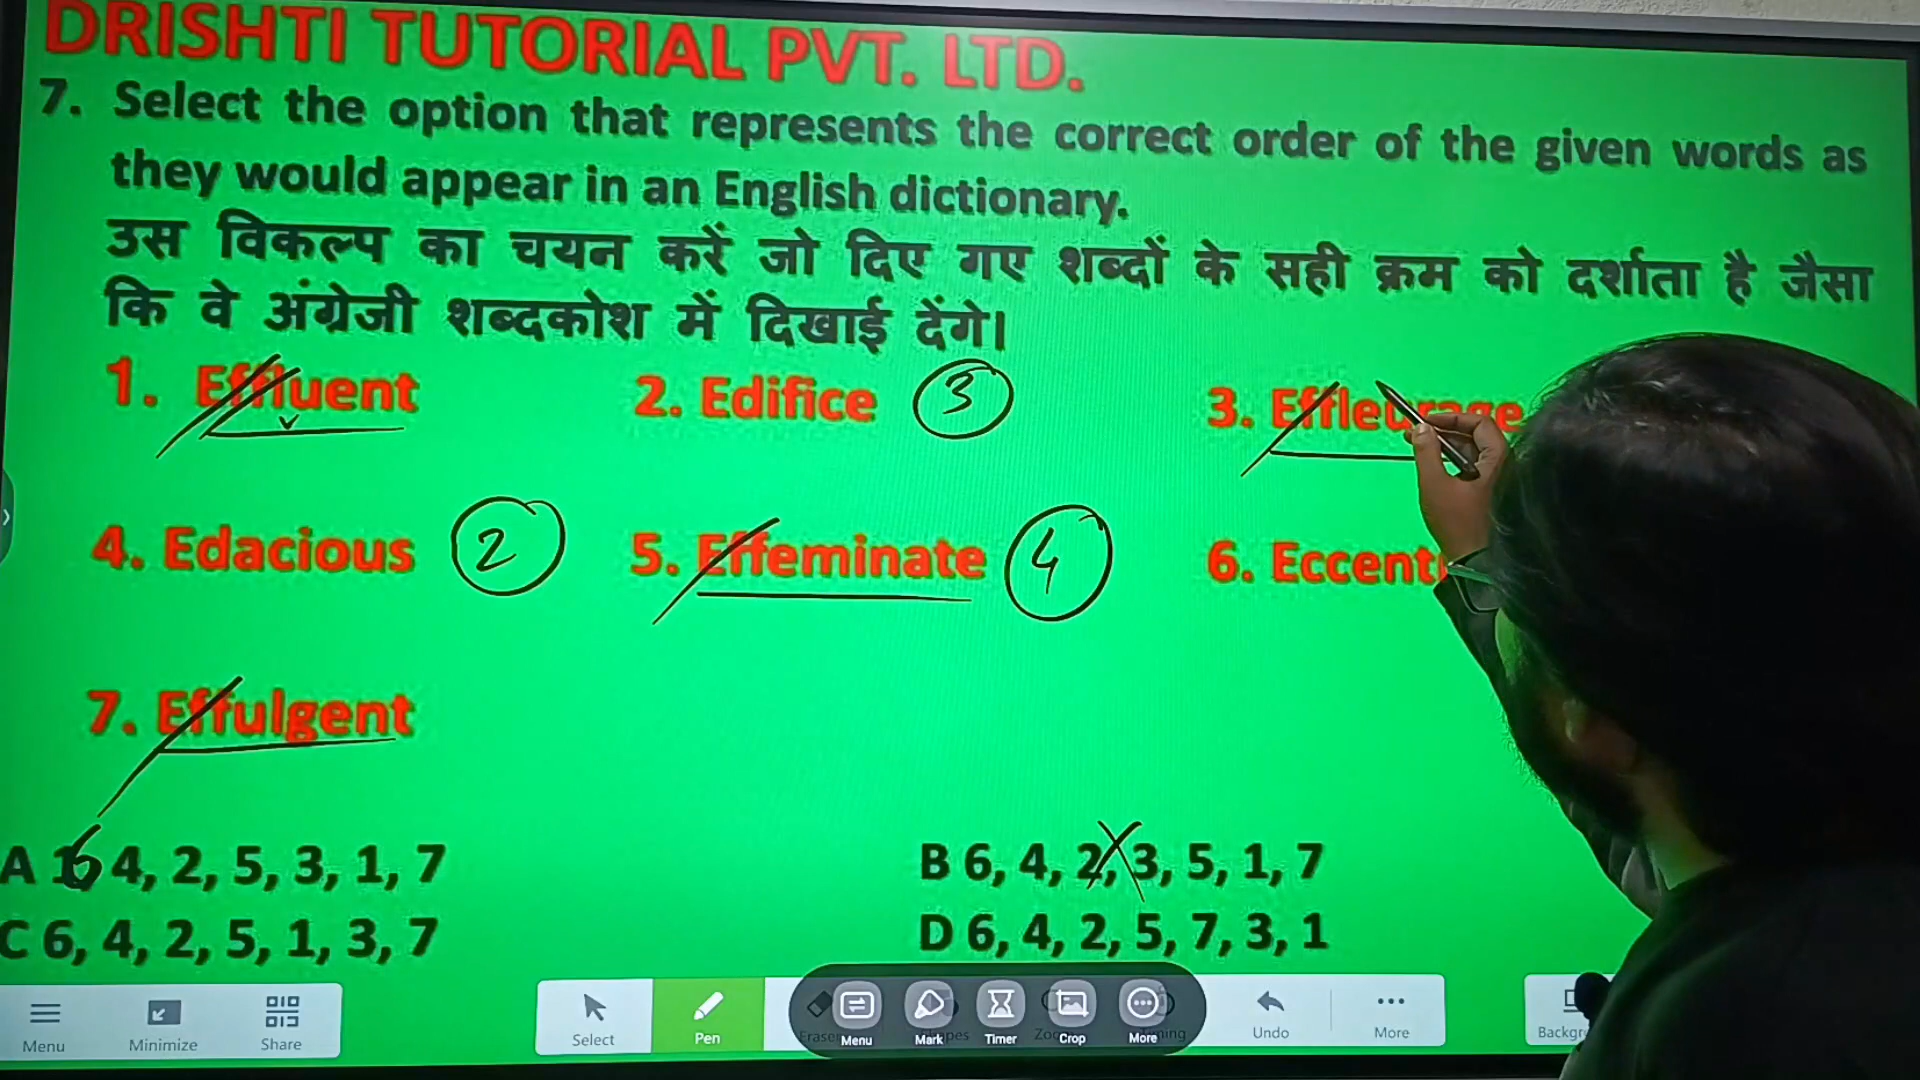 DRISHTI TUTORIAL PVT. LTD.
7. Select the option that represents the correct order of the given words as
they would appear in an English dictionary.
उस विकल्प का चयन करें जो दिए गए शब्दों के सही क्रम को दर्शाता है जैसा
कि वे अंग्रेजी शब्दकोश में दिखाई देंगे।
1. Effluent 2. Edifice 3 3. Effleurage
4. Edacious 2 5. Effeminate 4 6.
7. Effulgent
A 6 4, 2, 5, 3, 1, 7 B 6, 4, 2, 3, 5, 1, 7
C 6, 4, 2, 5, 1, 3, 7 D 6, 4, 2, 5, 7, 3, 1
Menu Minimize Share Select Pen Menu Mark Timer Crop More Undo More